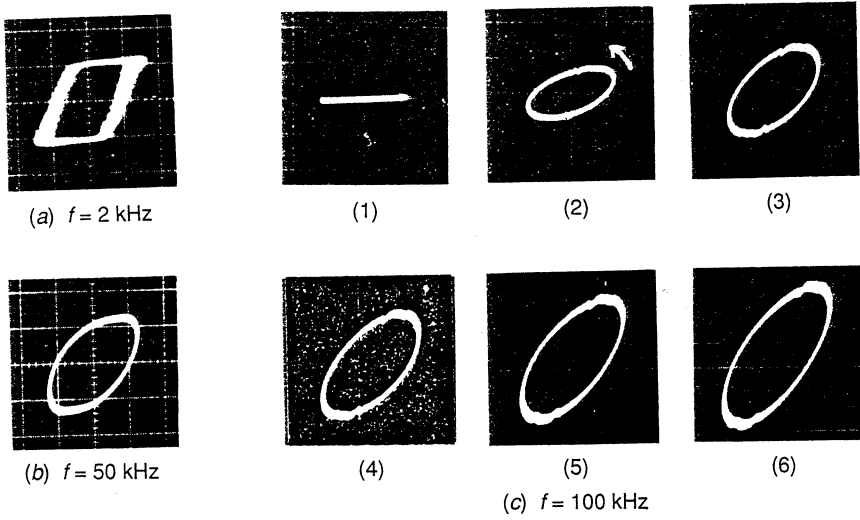 (a) f = 2 kHz
(1)
(2)
(3)
(b) f = 50 kHz
(4)
(5)
(6)
(c) f = 100 kHz